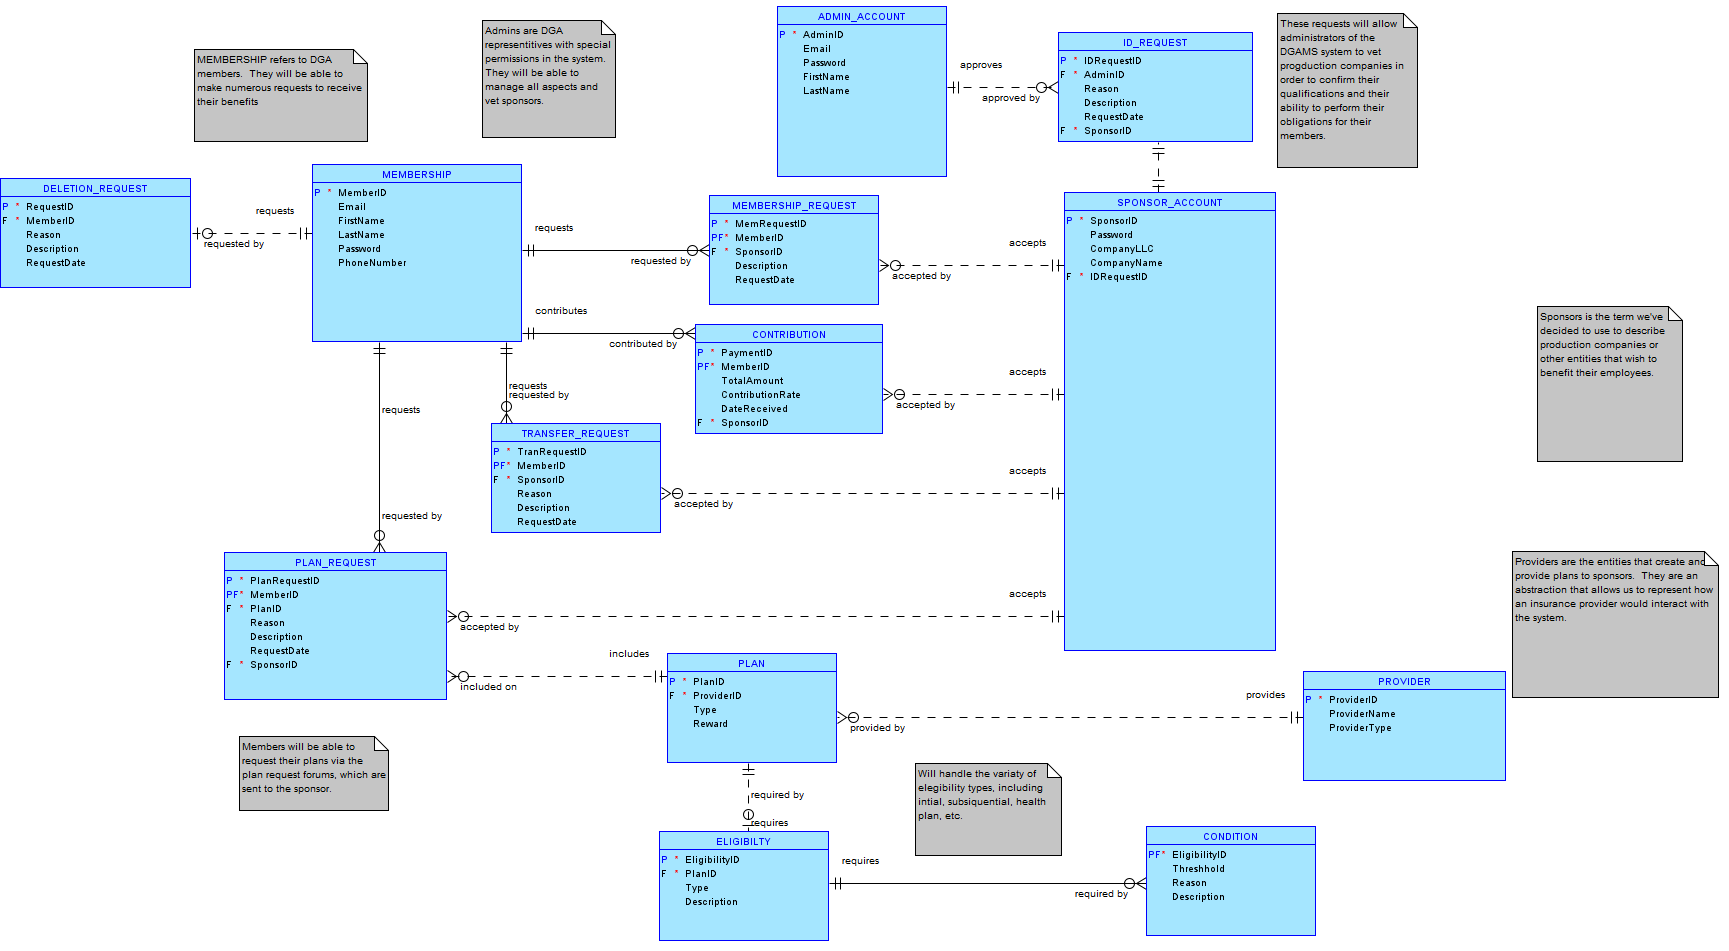 ADMIN_ACCOUNT
P * AdminID
Email
Password
FirstName
LastName
These requests will allow
administrators of the
DGAMS system to vet
progduction companies in
order to confirm their
qualifications and their
ability to perform their
obligations for their
members.
Admins are DGA
representitives with special
permissions in the system.
They will be able to
manage all aspects and
vet sponsors.
ID_REQUEST
P * IDRequestID
F * AdminID
Reason
Description
RequestDate
F * SponsorID
MEMBERSHIP refers to DGA
members.  They will be able to
make numerous requests to receive
their benefits
approves
approved by
MEMBERSHIP
P * MemberID
Email
FirstName
LastName
Password
PhoneNumber
DELETION_REQUEST
P * RequestID
F * MemberID
Reason
Description
RequestDate
requests
requested by
MEMBERSHIP_REQUEST
P * MemRequestID
PF* MemberID
F * SponsorID
Description
RequestDate
requests
requested by
SPONSOR_ACCOUNT
P * SponsorID
Password
CompanyLLC
CompanyName
F * IDRequestID
accepts
accepted by
contributes
contributed by
CONTRIBUTION
P * PaymentID
PF* MemberID
TotalAmount
ContributionRate
DateReceived
F * SponsorID
accepts
accepted by
Sponsors is the term we've
decided to use to describe
production companies or
other entities that wish to
benefit their employees.
requests
requested by
TRANSFER_REQUEST
P * TranRequestID
PF* MemberID
F * SponsorID
Reason
Description
RequestDate
accepts
accepted by
requests
requested by
PLAN_REQUEST
P * PlanRequestID
PF* MemberID
F * PlanID
Reason
Description
RequestDate
F * SponsorID
accepts
accepted by
Providers are the entities that create and
provide plans to sponsors.  They are an
abstraction that allows us to represent how
an insurance provider would interact with
the system.
includes
included on
PLAN
P * PlanID
F * ProviderID
Type
Reward
provides
provided by
PROVIDER
P * ProviderID
ProviderName
ProviderType
Members will be able to
request their plans via the
plan request forums, which are
sent to the sponsor.
required by
requires
Will handle the variaty of
elegibility types, including
intial, subsiquential, health
plan, etc.
ELIGIBILTY
P * EligibilityID
F * PlanID
Type
Description
requires
required by
CONDITION
PF* EligibilityID
Threshhold
Reason
Description